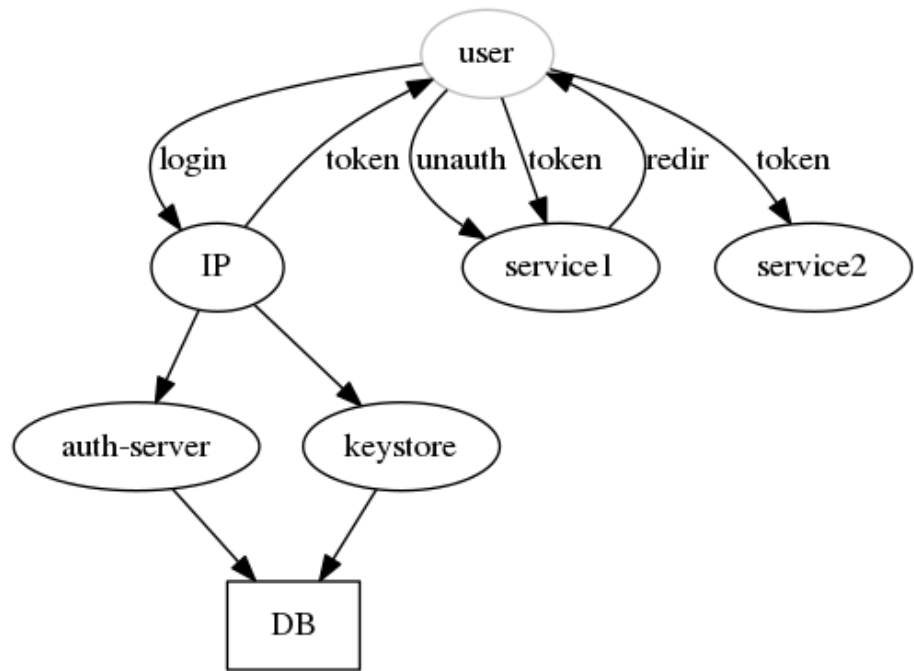 user
login
token
unauth
token
redir
token
IP
service1
service2
auth-server
keystore
DB